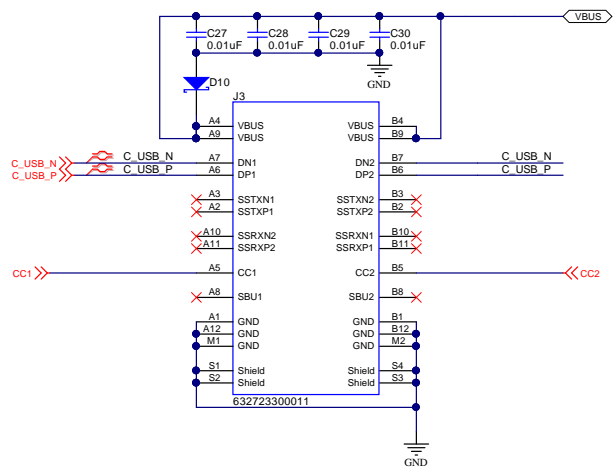 VBUS
C27 C28 C29 C30
0.01uF 0.01uF 0.01uF 0.01uF
GND
D10
J3
A4 VBUS B4
VBUS
A9 VBUS B9
VBUS
C_USB_N C_USB_N A7 DN1 DN2 B7 C_USB_N
C_USB_P C_USB_P A6 DP1 DP2 B6 C_USB_P
A3 SSTXN1 SSTXN2 B3
A2 SSTXP1 SSTXP2 B2
A10 SSRXN2 SSRXN1 B10
A11 SSRXP2 SSRXP1 B11
CC1 A5 CC1 CC2 B5 CC2
A8 SBU1 SBU2 B8
A1 GND GND B1
A12 GND GND B12
M1 GND GND M2
S1 Shield Shield S4
S2 Shield Shield S3
632723300011
GND